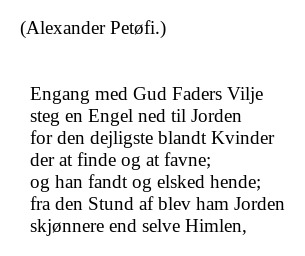 (Alexander Petøfi.)
Engang med Gud Faders Vilje
steg en Engel ned til Jorden
for den dejligste blandt Kvinder
der at finde og at favne;
og han fandt og elsked hende;
fra den Stund af blev ham Jorden
skjønnere end selve Himlen,